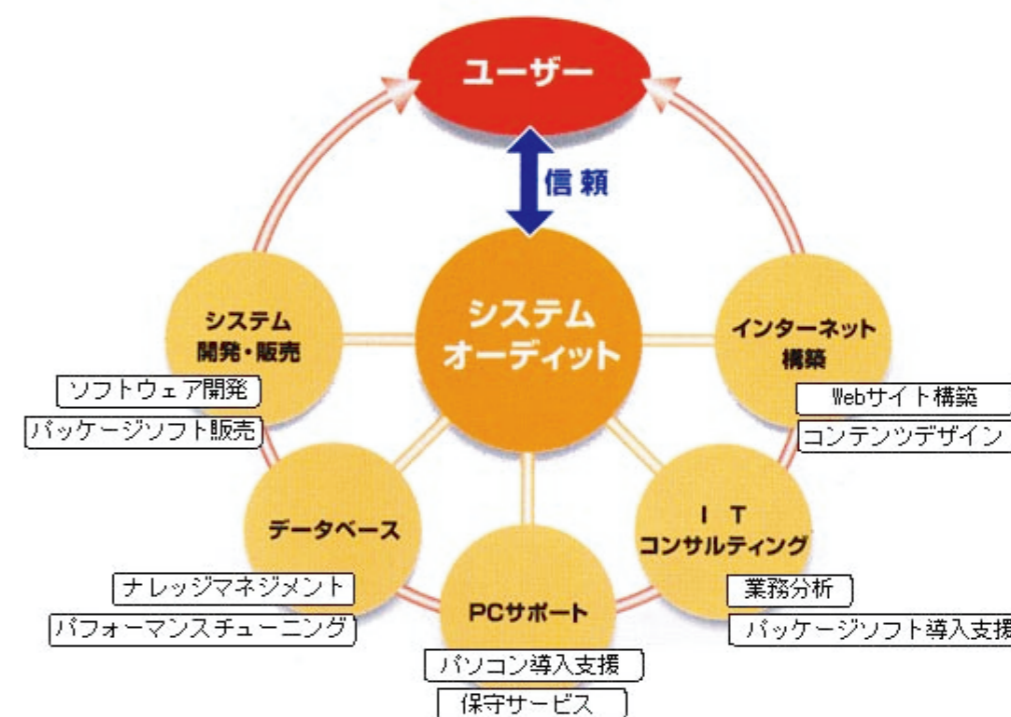 ユーザー
信頼
システム
オーディット
システム
開発・販売
ソフトウェア開発
パッケージソフト販売
インターネット
構築
Webサイト構築
コンテンツデザイン
データベース
ナレッジマネジメント
パフォーマンスチューニング
PCサポート
パソコン導入支援
保守サービス
I T
コンサルティング
業務分析
パッケージソフト導入支援